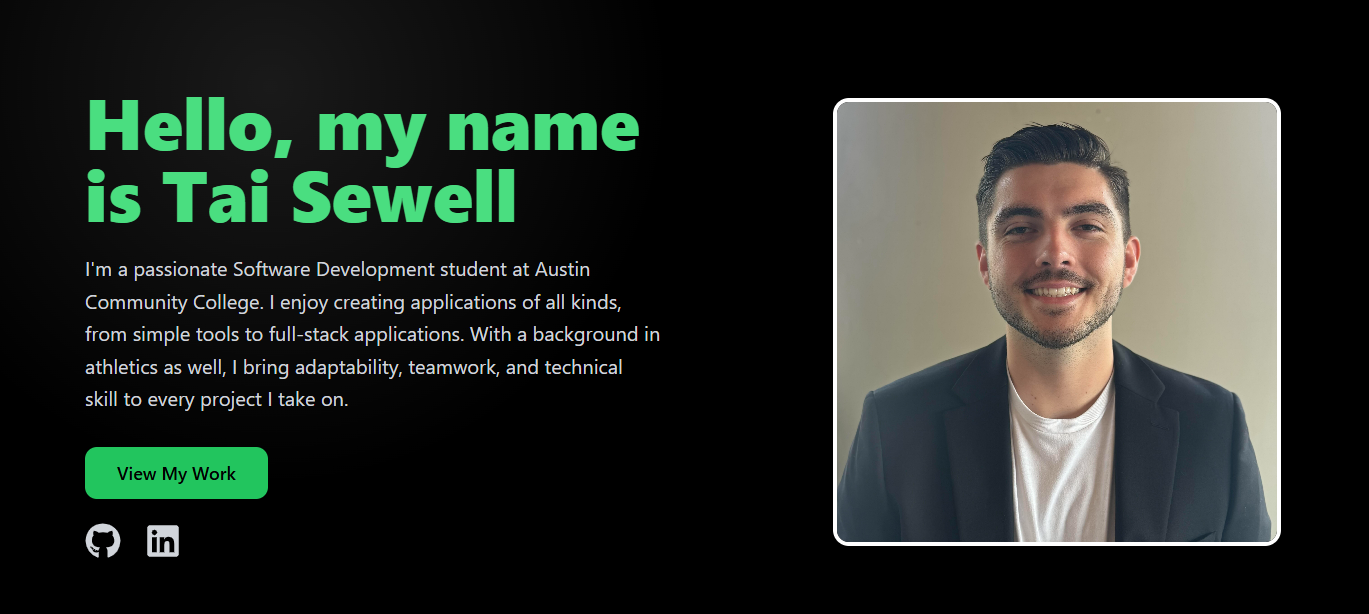 Hello, my name
is Tai Sewell
I'm a passionate Software Development student at Austin
Community College. I enjoy creating applications of all kinds,
from simple tools to full-stack applications. With a background in
athletics as well, I bring adaptability, teamwork, and technical
skill to every project I take on.
View My Work
in